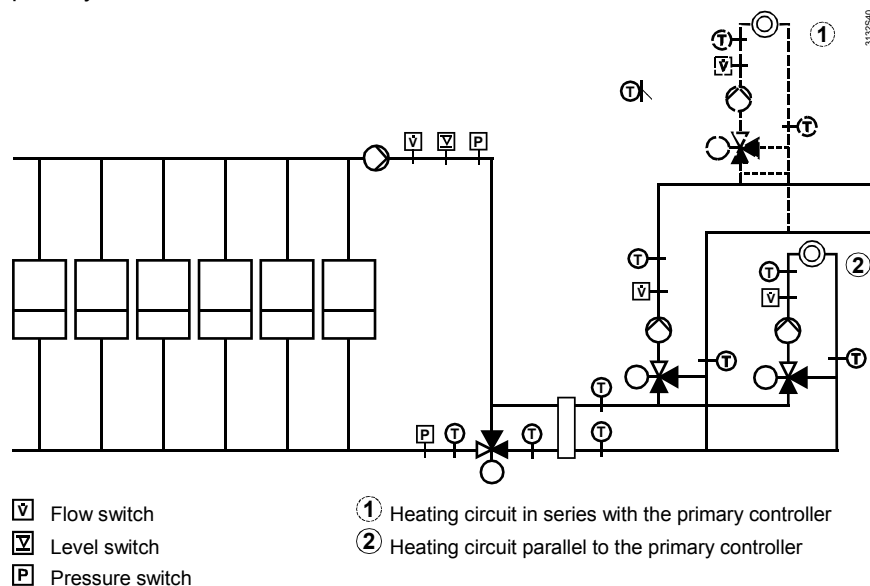 3132S40
1
T
V̇
T
T
V̇ P
2
T
T
V̇
V̇
T
T
T
P T T T
V̇ Flow switch
Level switch
P Pressure switch
1 Heating circuit in series with the primary controller
2 Heating circuit parallel to the primary controller